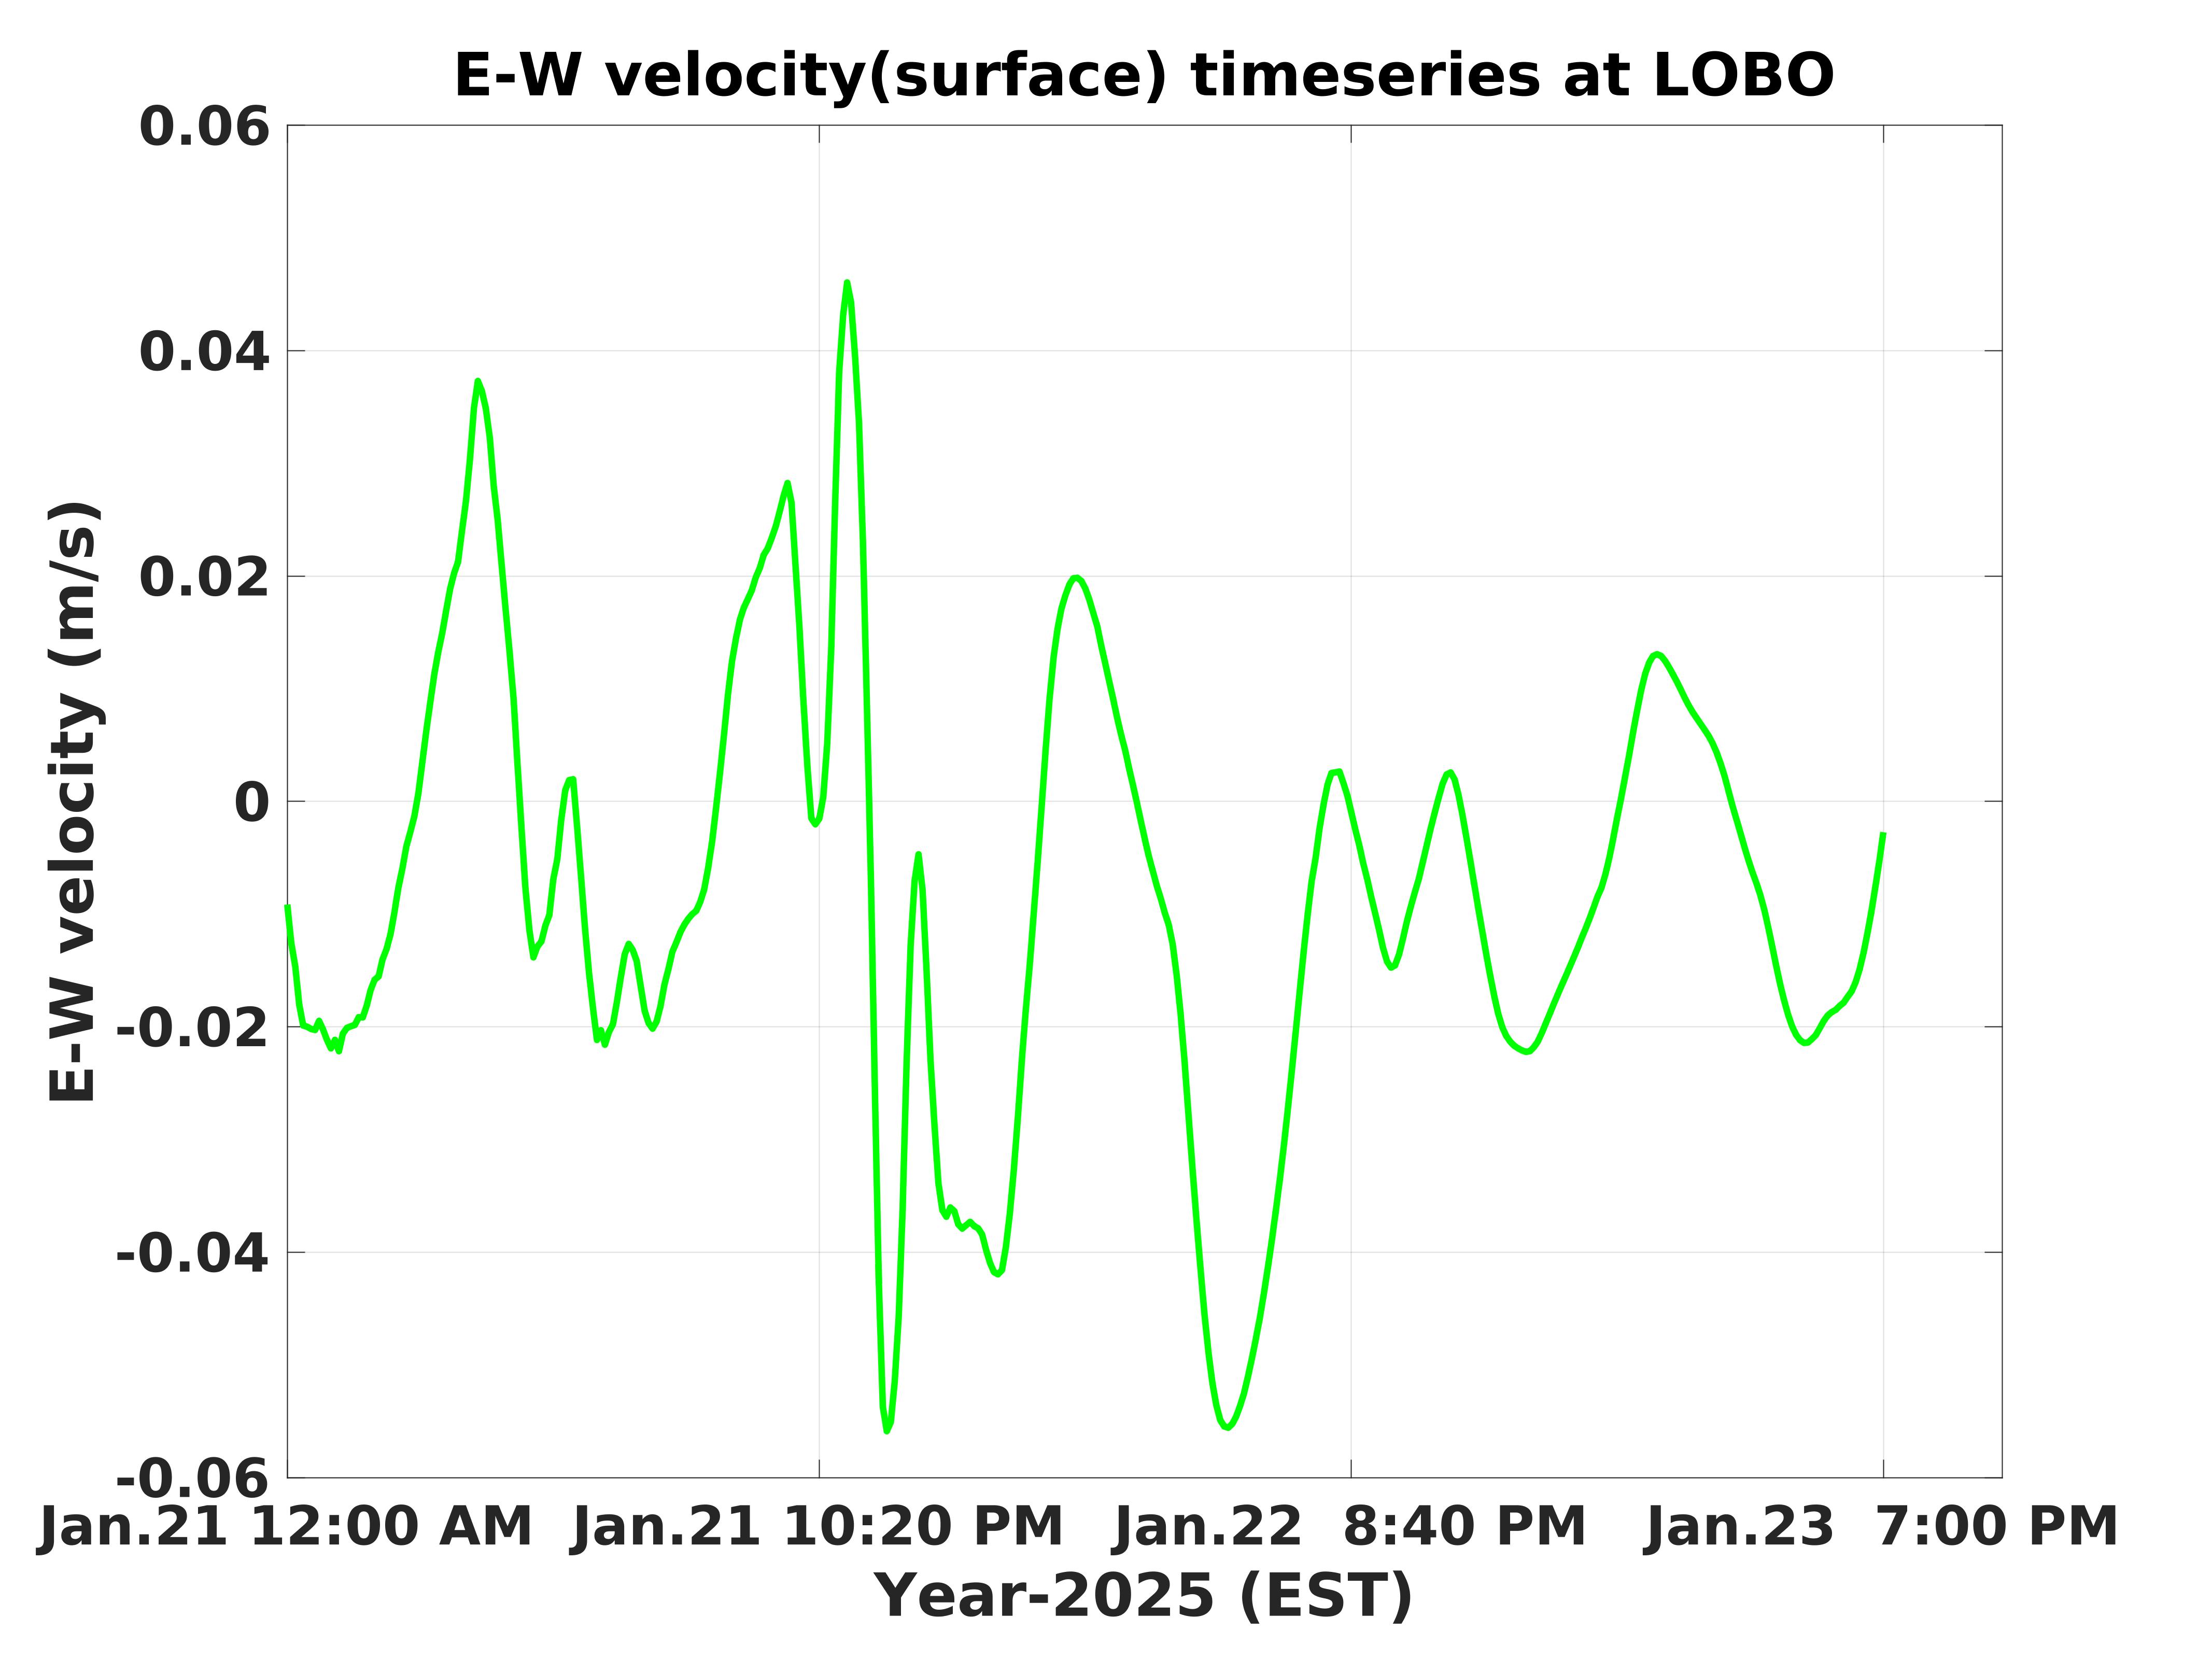 E-W velocity(surface) timeseries at LOBO
0.06
0.04
0.02
0
-0.02
-0.04
-0.06
E-W velocity (m/s)
Jan.21 12:00 AM Jan.21 10:20 PM Jan.22 8:40 PM Jan.23 7:00 PM
Year-2025 (EST)